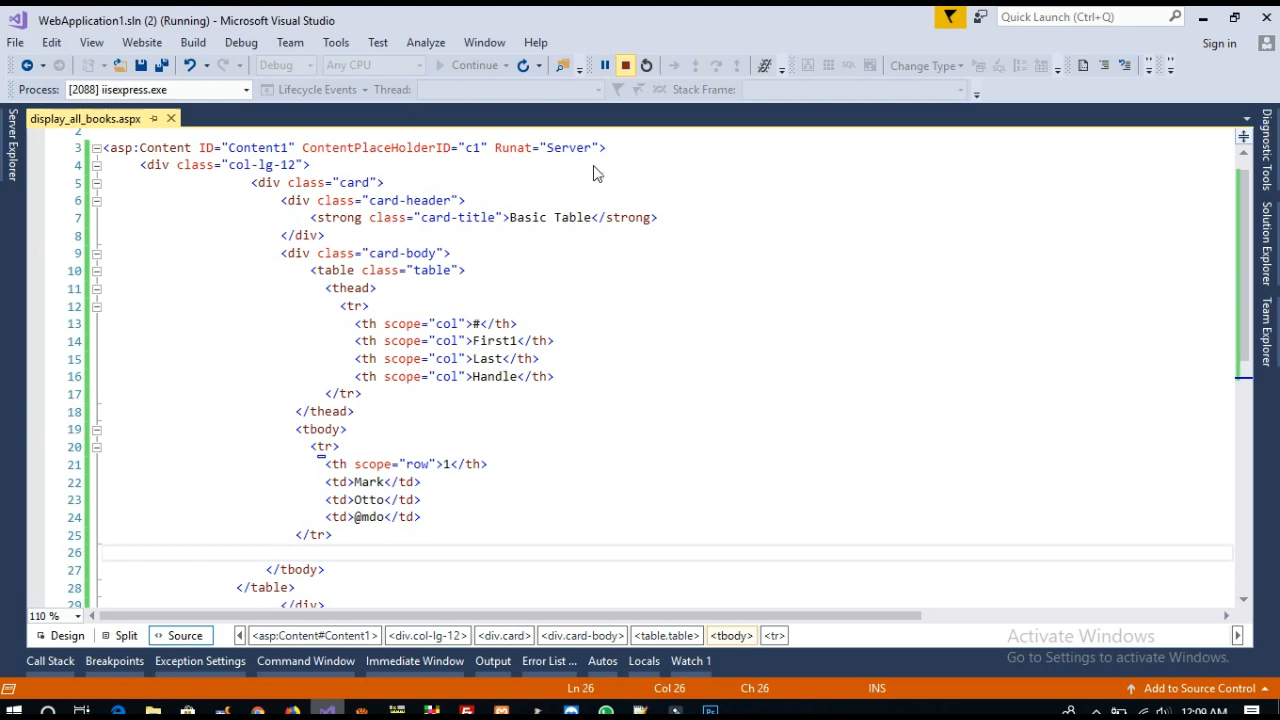 WebApplication1.sln (2) (Running) - Microsoft Visual Studio
Quick Launch (Ctrl+Q)
File Edit View Website Build Debug Team Tools Test Analyze Window Help
Sign in
Debug Any CPU Continue Change Type
Process: [2088] iisexpress.exe Lifecycle Events Thread: Stack Frame:
display_all_books.aspx
Server Explorer
Diagnostic Tools
Solution Explorer
Team Explorer
2
3 <asp:Content ID="Content1" ContentPlaceHolderID="c1" Runat="Server">
4 <div class="col-lg-12">
5 <div class="card">
6 <div class="card-header">
7 <strong class="card-title">Basic Table</strong>
8 </div>
9 <div class="card-body">
10 <table class="table">
11 <thead>
12 <tr>
13 <th scope="col">#</th>
14 <th scope="col">First1</th>
15 <th scope="col">Last</th>
16 <th scope="col">Handle</th>
17 </tr>
18 </thead>
19 <tbody>
20 <tr>
21 <th scope="row">1</th>
22 <td>Mark</td>
23 <td>Otto</td>
24 <td>@mdo</td>
25 </tr>
26
27 </tbody>
28 </table>
29 </div>
110 %
Design Split Source <asp:Content#Content1> <div.col-lg-12> <div.card> <div.card-body> <table.table> <tbody> <tr>
Activate Windows
Go to Settings to activate Windows.
Call Stack Breakpoints Exception Settings Command Window Immediate Window Output Error List ... Autos Locals Watch 1
Ln 26 Col 26 Ch 26 INS Add to Source Control
12:09 AM